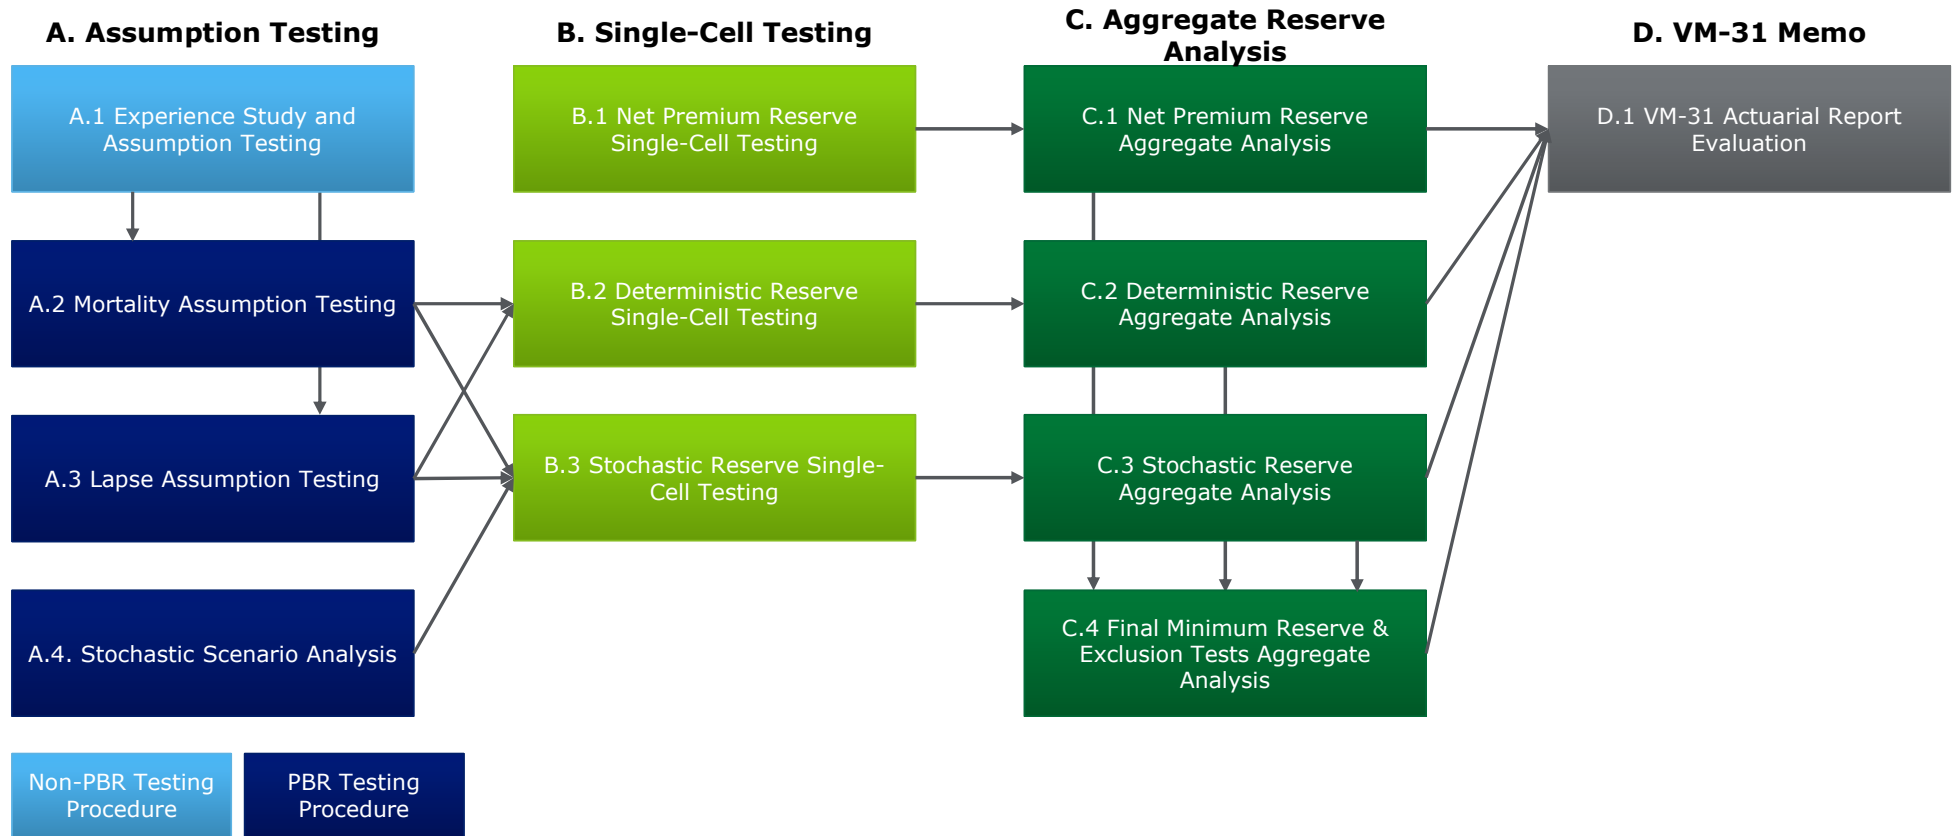 A. Assumption Testing
A.1 Experience Study and
Assumption Testing
A.2 Mortality Assumption Testing
A.3 Lapse Assumption Testing
A.4. Stochastic Scenario Analysis
B. Single-Cell Testing
B.1 Net Premium Reserve
Single-Cell Testing
B.2 Deterministic Reserve
Single-Cell Testing
B.3 Stochastic Reserve Single-
Cell Testing
C. Aggregate Reserve
Analysis
C.1 Net Premium Reserve
Aggregate Analysis
C.2 Deterministic Reserve
Aggregate Analysis
C.3 Stochastic Reserve
Aggregate Analysis
C.4 Final Minimum Reserve &
Exclusion Tests Aggregate
Analysis
D. VM-31 Memo
D.1 VM-31 Actuarial Report
Evaluation
Non-PBR Testing
Procedure
PBR Testing
Procedure